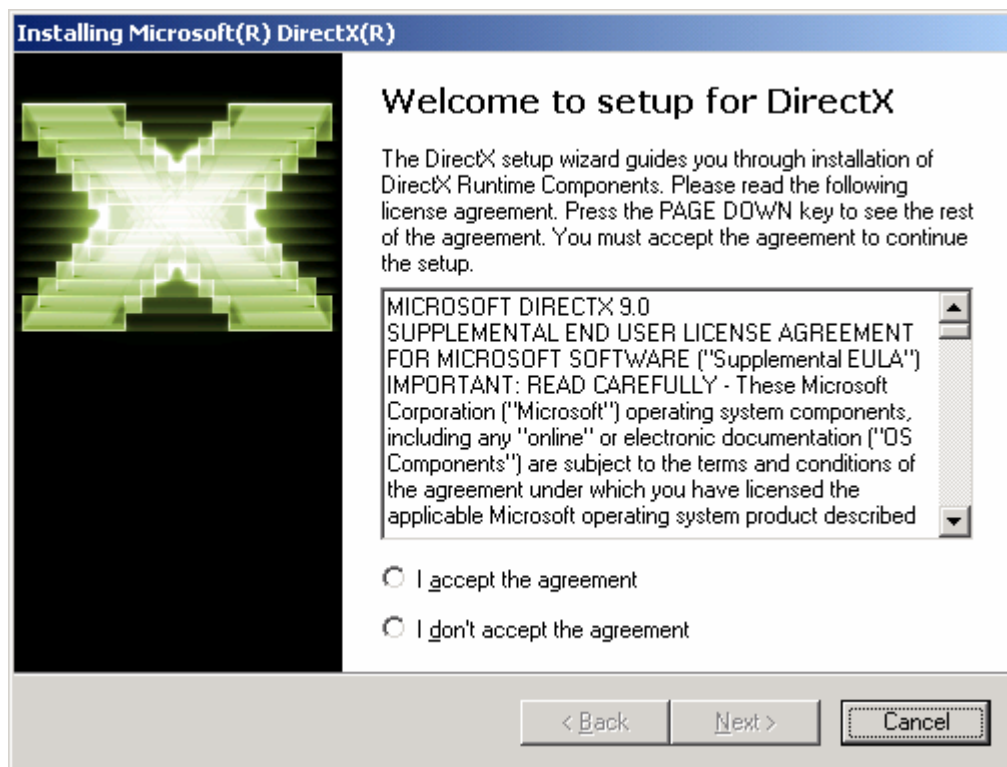 Installing Microsoft(R) DirectX(R)
Welcome to setup for DirectX
The DirectX setup wizard guides you through installation of
DirectX Runtime Components. Please read the following
license agreement. Press the PAGE DOWN key to see the rest
of the agreement. You must accept the agreement to continue
the setup.
MICROSOFT DIRECTX 9.0
SUPPLEMENTAL END USER LICENSE AGREEMENT
FOR MICROSOFT SOFTWARE ("Supplemental EULA")
IMPORTANT: READ CAREFULLY - These Microsoft
Corporation ("Microsoft") operating system components,
including any "online" or electronic documentation ("OS
Components") are subject to the terms and conditions of
the agreement under which you have licensed the
applicable Microsoft operating system product described
I accept the agreement
I don't accept the agreement
< Back Next > Cancel